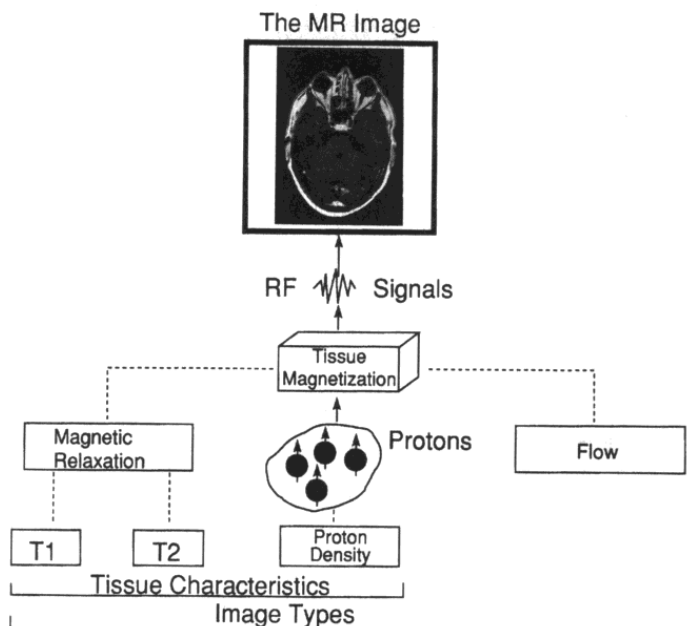 The MR Image
RF Signals
Tissue
Magnetization
Magnetic
Relaxation
Protons
Flow
T1
T2
Proton
Density
Tissue Characteristics
Image Types